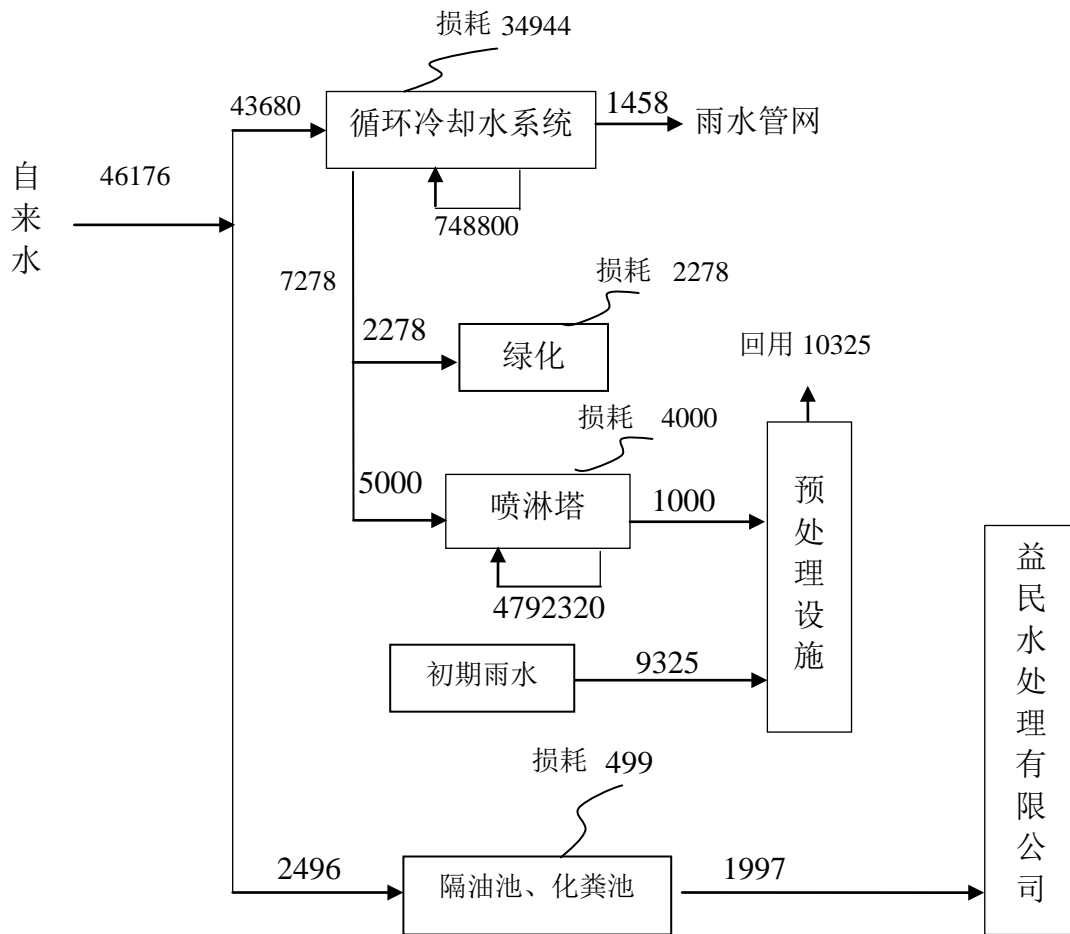 损耗 34944
43680
循环冷却水系统
1458
雨水管网
自来水
46176
748800
7278
损耗 2278
2278
绿化
回用 10325
损耗 4000
5000
喷淋塔
1000
预处理设施
4792320
初期雨水
9325
益民水处理有限公司
损耗 499
2496
隔油池、化粪池
1997